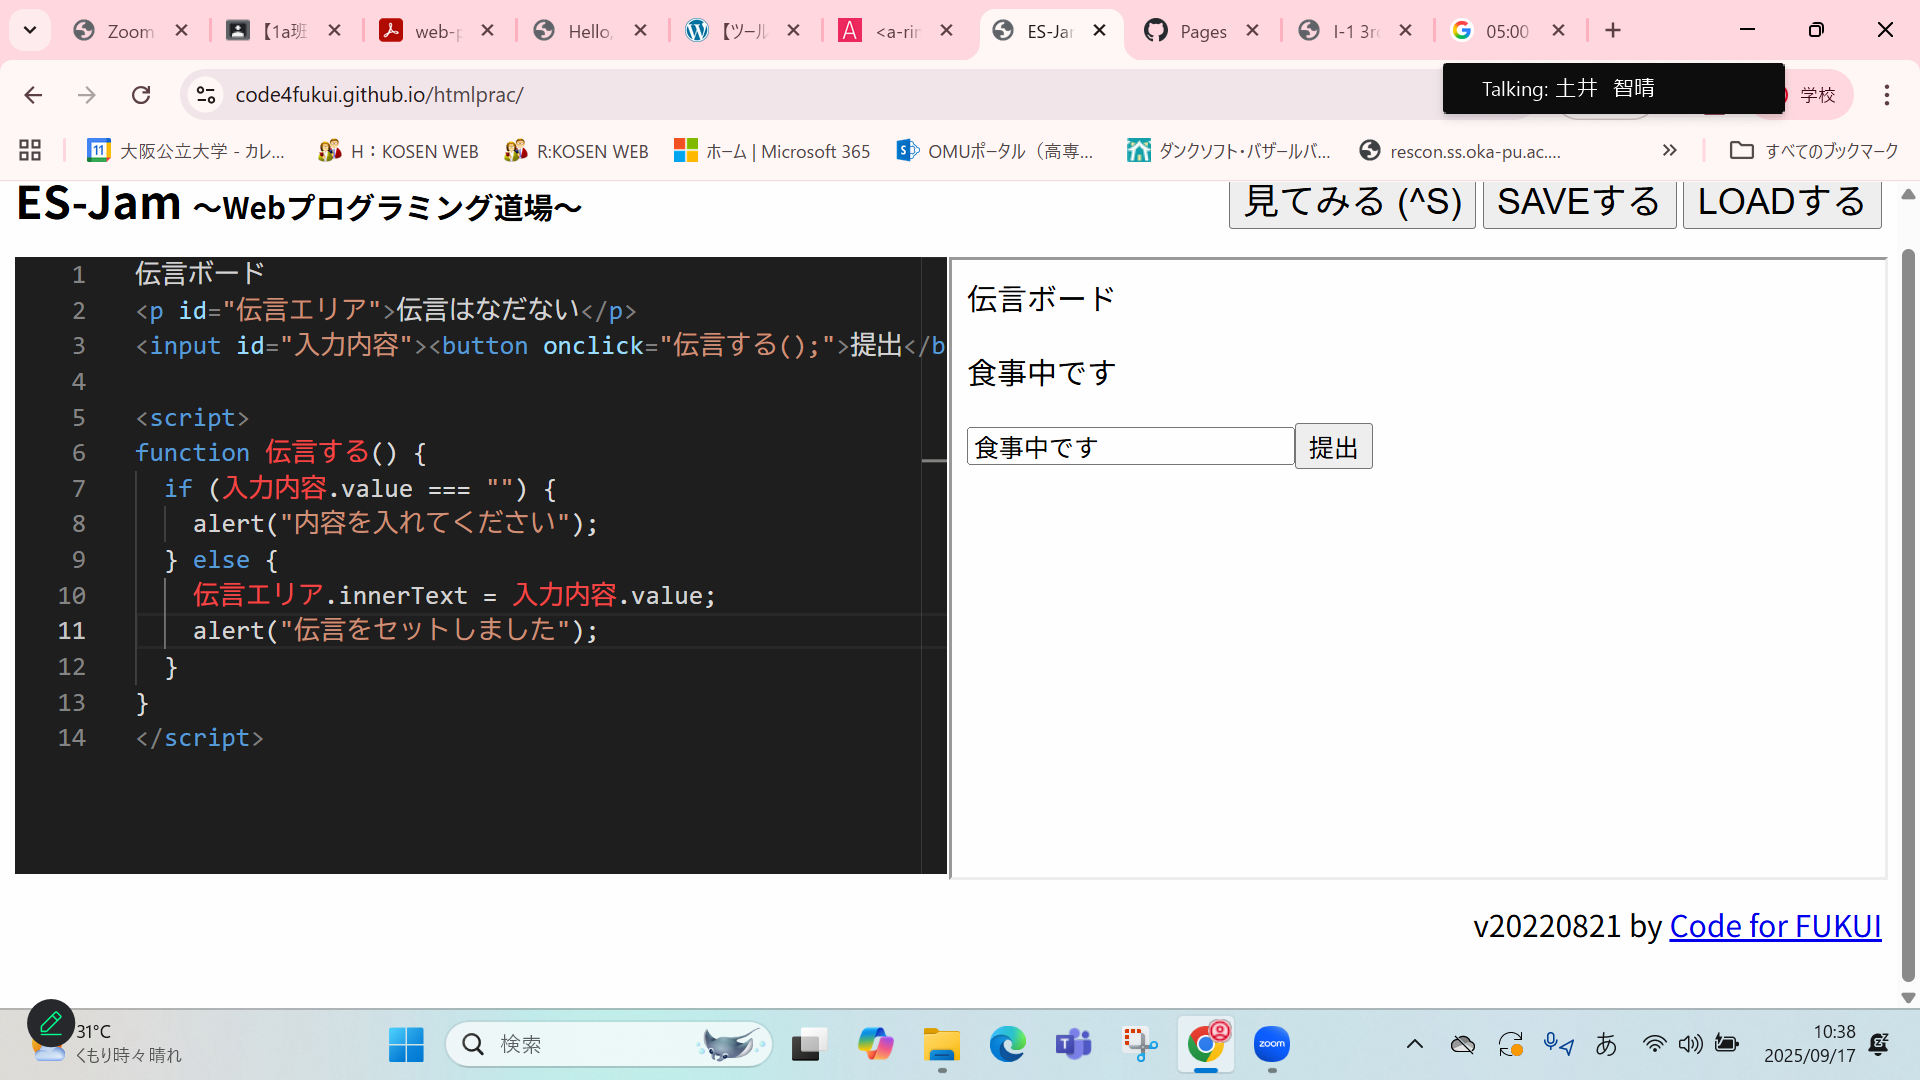 Zoom
【1a班
web-p
Hello,
【ツール
<a-rin
ES-Jam
Pages
I-1 3rd
05:00
code4fukui.github.io/htmlprac/
Talking: 土井 智晴
学校
大阪公立大学 - カレ...
H：KOSEN WEB
R:KOSEN WEB
ホーム | Microsoft 365
OMUポータル（高専...
ダンクソフト・バザールバ...
rescon.ss.oka-pu.ac....
すべてのブックマーク
ES-Jam ～Webプログラミング道場～
見てみる (^S)
SAVEする
LOADする
1 伝言ボード
2 <p id="伝言エリア">伝言はなだない</p>
3 <input id="入力内容"><button onclick="伝言する();">提出</b
4
5 <script>
6 function 伝言する() {
7 if (入力内容.value === "") {
8 alert("内容を入れてください");
9 } else {
10 伝言エリア.innerText = 入力内容.value;
11 alert("伝言をセットしました");
12 }
13 }
14 </script>
伝言ボード
食事中です
食事中です 提出
v20220821 by Code for FUKUI
31°C
くもり時々晴れ
検索
zoom
あ
10:38
2025/09/17